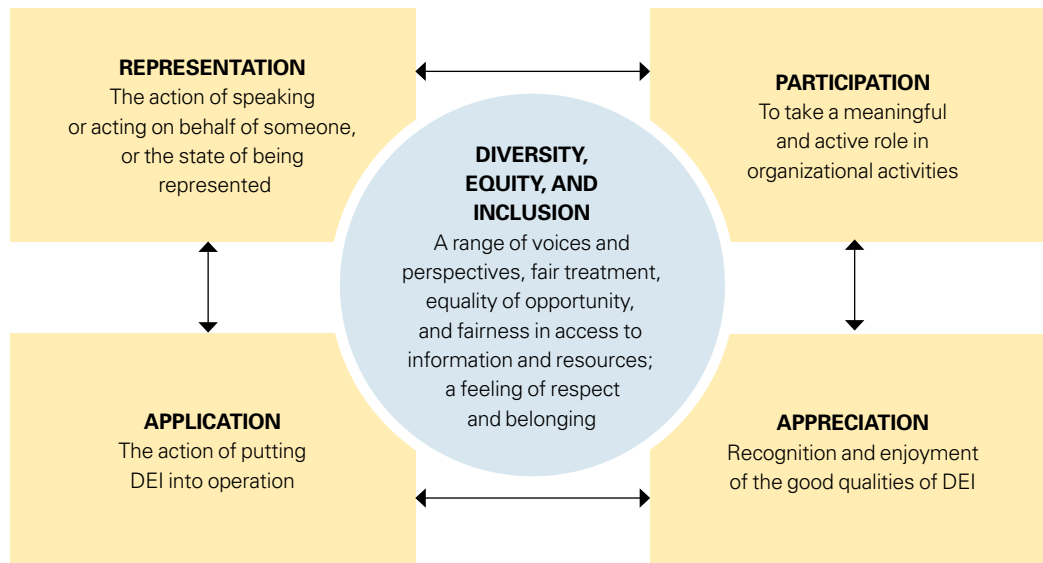 REPRESENTATION
The action of speaking
or acting on behalf of someone,
or the state of being
represented
PARTICIPATION
To take a meaningful
and active role in
organizational activities
DIVERSITY,
EQUITY, AND
INCLUSION
A range of voices and
perspectives, fair treatment,
equality of opportunity,
and fairness in access to
information and resources;
a feeling of respect
and belonging
APPLICATION
The action of putting
DEI into operation
APPRECIATION
Recognition and enjoyment
of the good qualities of DEI